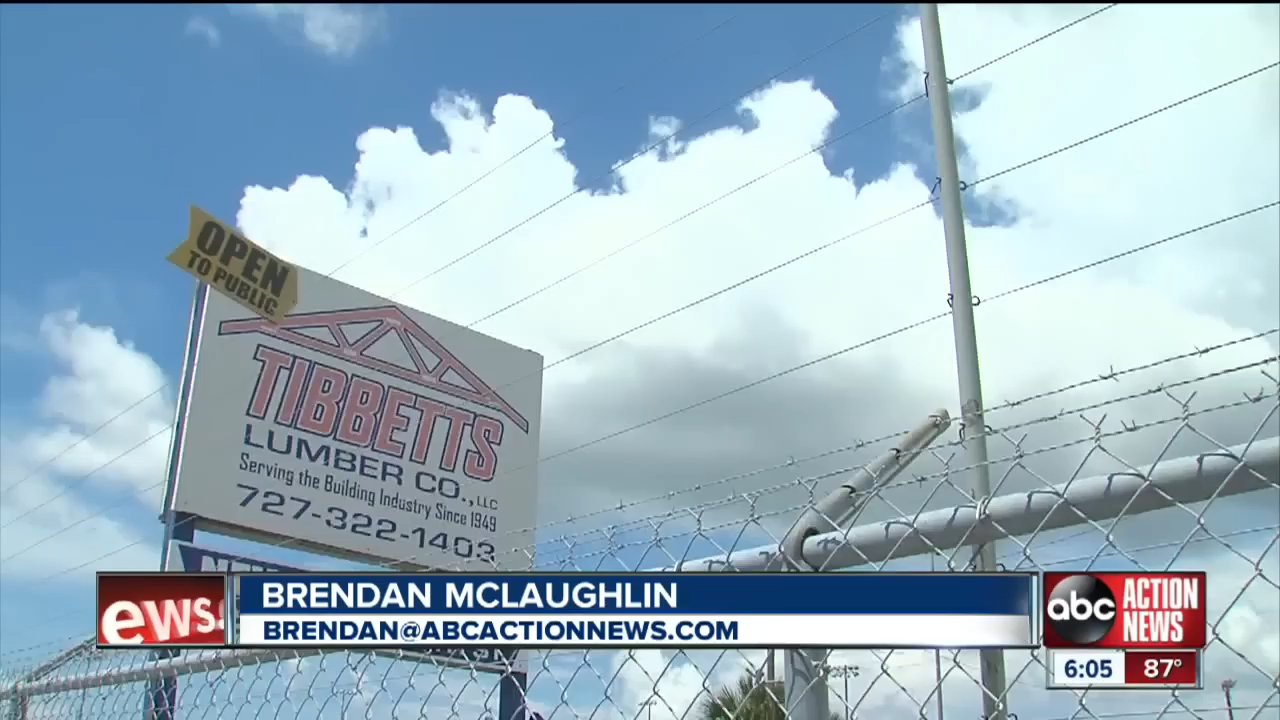 OPEN
TO PUBLIC
TIBBETTS
LUMBER CO., LLC
Serving the Building Industry Since 1949
727-322-1403
ews.
BRENDAN MCLAUGHLIN
BRENDAN@ABCACTIONNEWS.COM
abc
ACTION
NEWS
6:05
87°